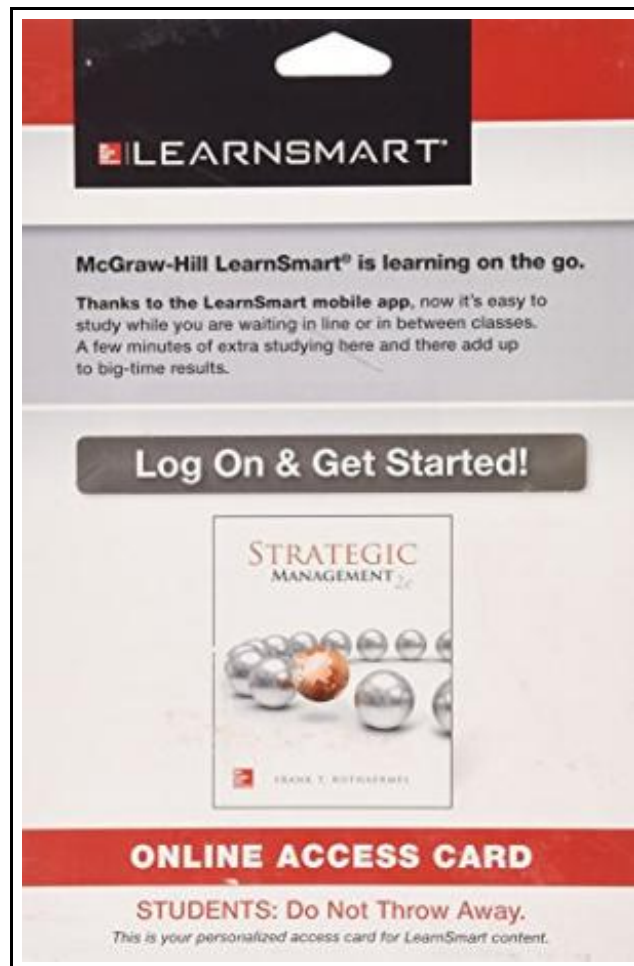 LEARNSMART®
McGraw-Hill LearnSmart® is learning on the go.
Thanks to the LearnSmart mobile app, now it's easy to
study while you are waiting in line or in between classes.
A few minutes of extra studying here and there add up
to big-time results.
Log On & Get Started!
STRATEGIC
MANAGEMENT 2e
FRANK T. ROTHAERMEL
ONLINE ACCESS CARD
STUDENTS: Do Not Throw Away.
This is your personalized access card for LearnSmart content.